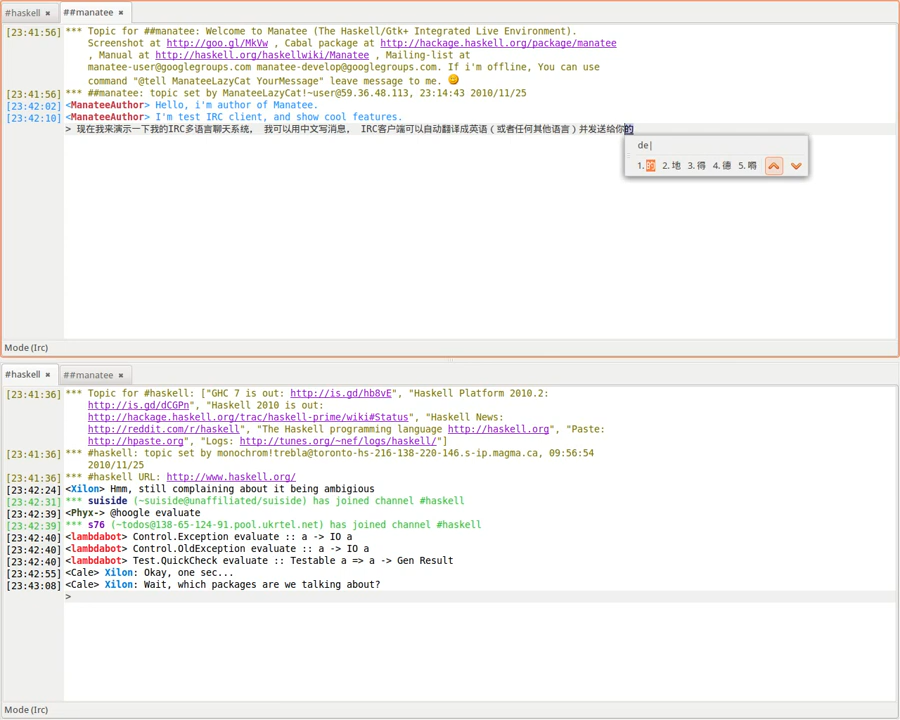 #haskell ✖ ##manatee ✖
[23:41:56] *** Topic for ##manatee: Welcome to Manatee (The Haskell/Gtk+ Integrated Live Environment).
Screenshot at http://goo.gl/MkVw , Cabal package at http://hackage.haskell.org/package/manatee
, Manual at http://haskell.org/haskellwiki/Manatee , Mailing-list at
manatee-user@googlegroups.com manatee-develop@googlegroups.com. If i'm offline, You can use
command "@tell ManateeLazyCat YourMessage" leave message to me.
[23:41:56] *** ##manatee: topic set by ManateeLazyCat!~user@59.36.48.113, 23:14:43 2010/11/25
[23:42:02] <ManateeAuthor> Hello, i'm author of Manatee.
[23:42:10] <ManateeAuthor> I'm test IRC client, and show cool features.
> 现在我来演示一下我的IRC多语言聊天系统, 我可以用中文写消息, IRC客户端可以自动翻译成英语(或者任何其他语言)并发送给你的
de|
1.的 2.地 3.得 4.德 5.嘚
Mode (Irc)
#haskell ✖ ##manatee ✖
[23:41:36] *** Topic for #haskell: ["GHC 7 is out: http://is.gd/hb8vE", "Haskell Platform 2010.2:
http://is.gd/dCGPn", "Haskell 2010 is out:
http://hackage.haskell.org/trac/haskell-prime/wiki#Status", "Haskell News:
http://reddit.com/r/haskell", "The Haskell programming language http://haskell.org", "Paste:
http://hpaste.org", "Logs: http://tunes.org/~nef/logs/haskell/"]
[23:41:36] *** #haskell: topic set by monochrom!trebla@toronto-hs-216-138-220-146.s-ip.magma.ca, 09:56:54
2010/11/25
[23:41:36] *** #haskell URL: http://www.haskell.org/
[23:42:24] <Xilon> Hmm, still complaining about it being ambigious
[23:42:31] *** suiside (~suiside@unaffiliated/suiside) has joined channel #haskell
[23:42:39] <Phyx-> @hoogle evaluate
[23:42:39] *** s76 (~todos@138-65-124-91.pool.ukrtel.net) has joined channel #haskell
[23:42:40] <lambdabot> Control.Exception evaluate :: a -> IO a
[23:42:40] <lambdabot> Control.OldException evaluate :: a -> IO a
[23:42:40] <lambdabot> Test.QuickCheck evaluate :: Testable a => a -> Gen Result
[23:42:55] <Cale> Xilon: Okay, one sec...
[23:43:08] <Cale> Xilon: Wait, which packages are we talking about?
>
Mode (Irc)